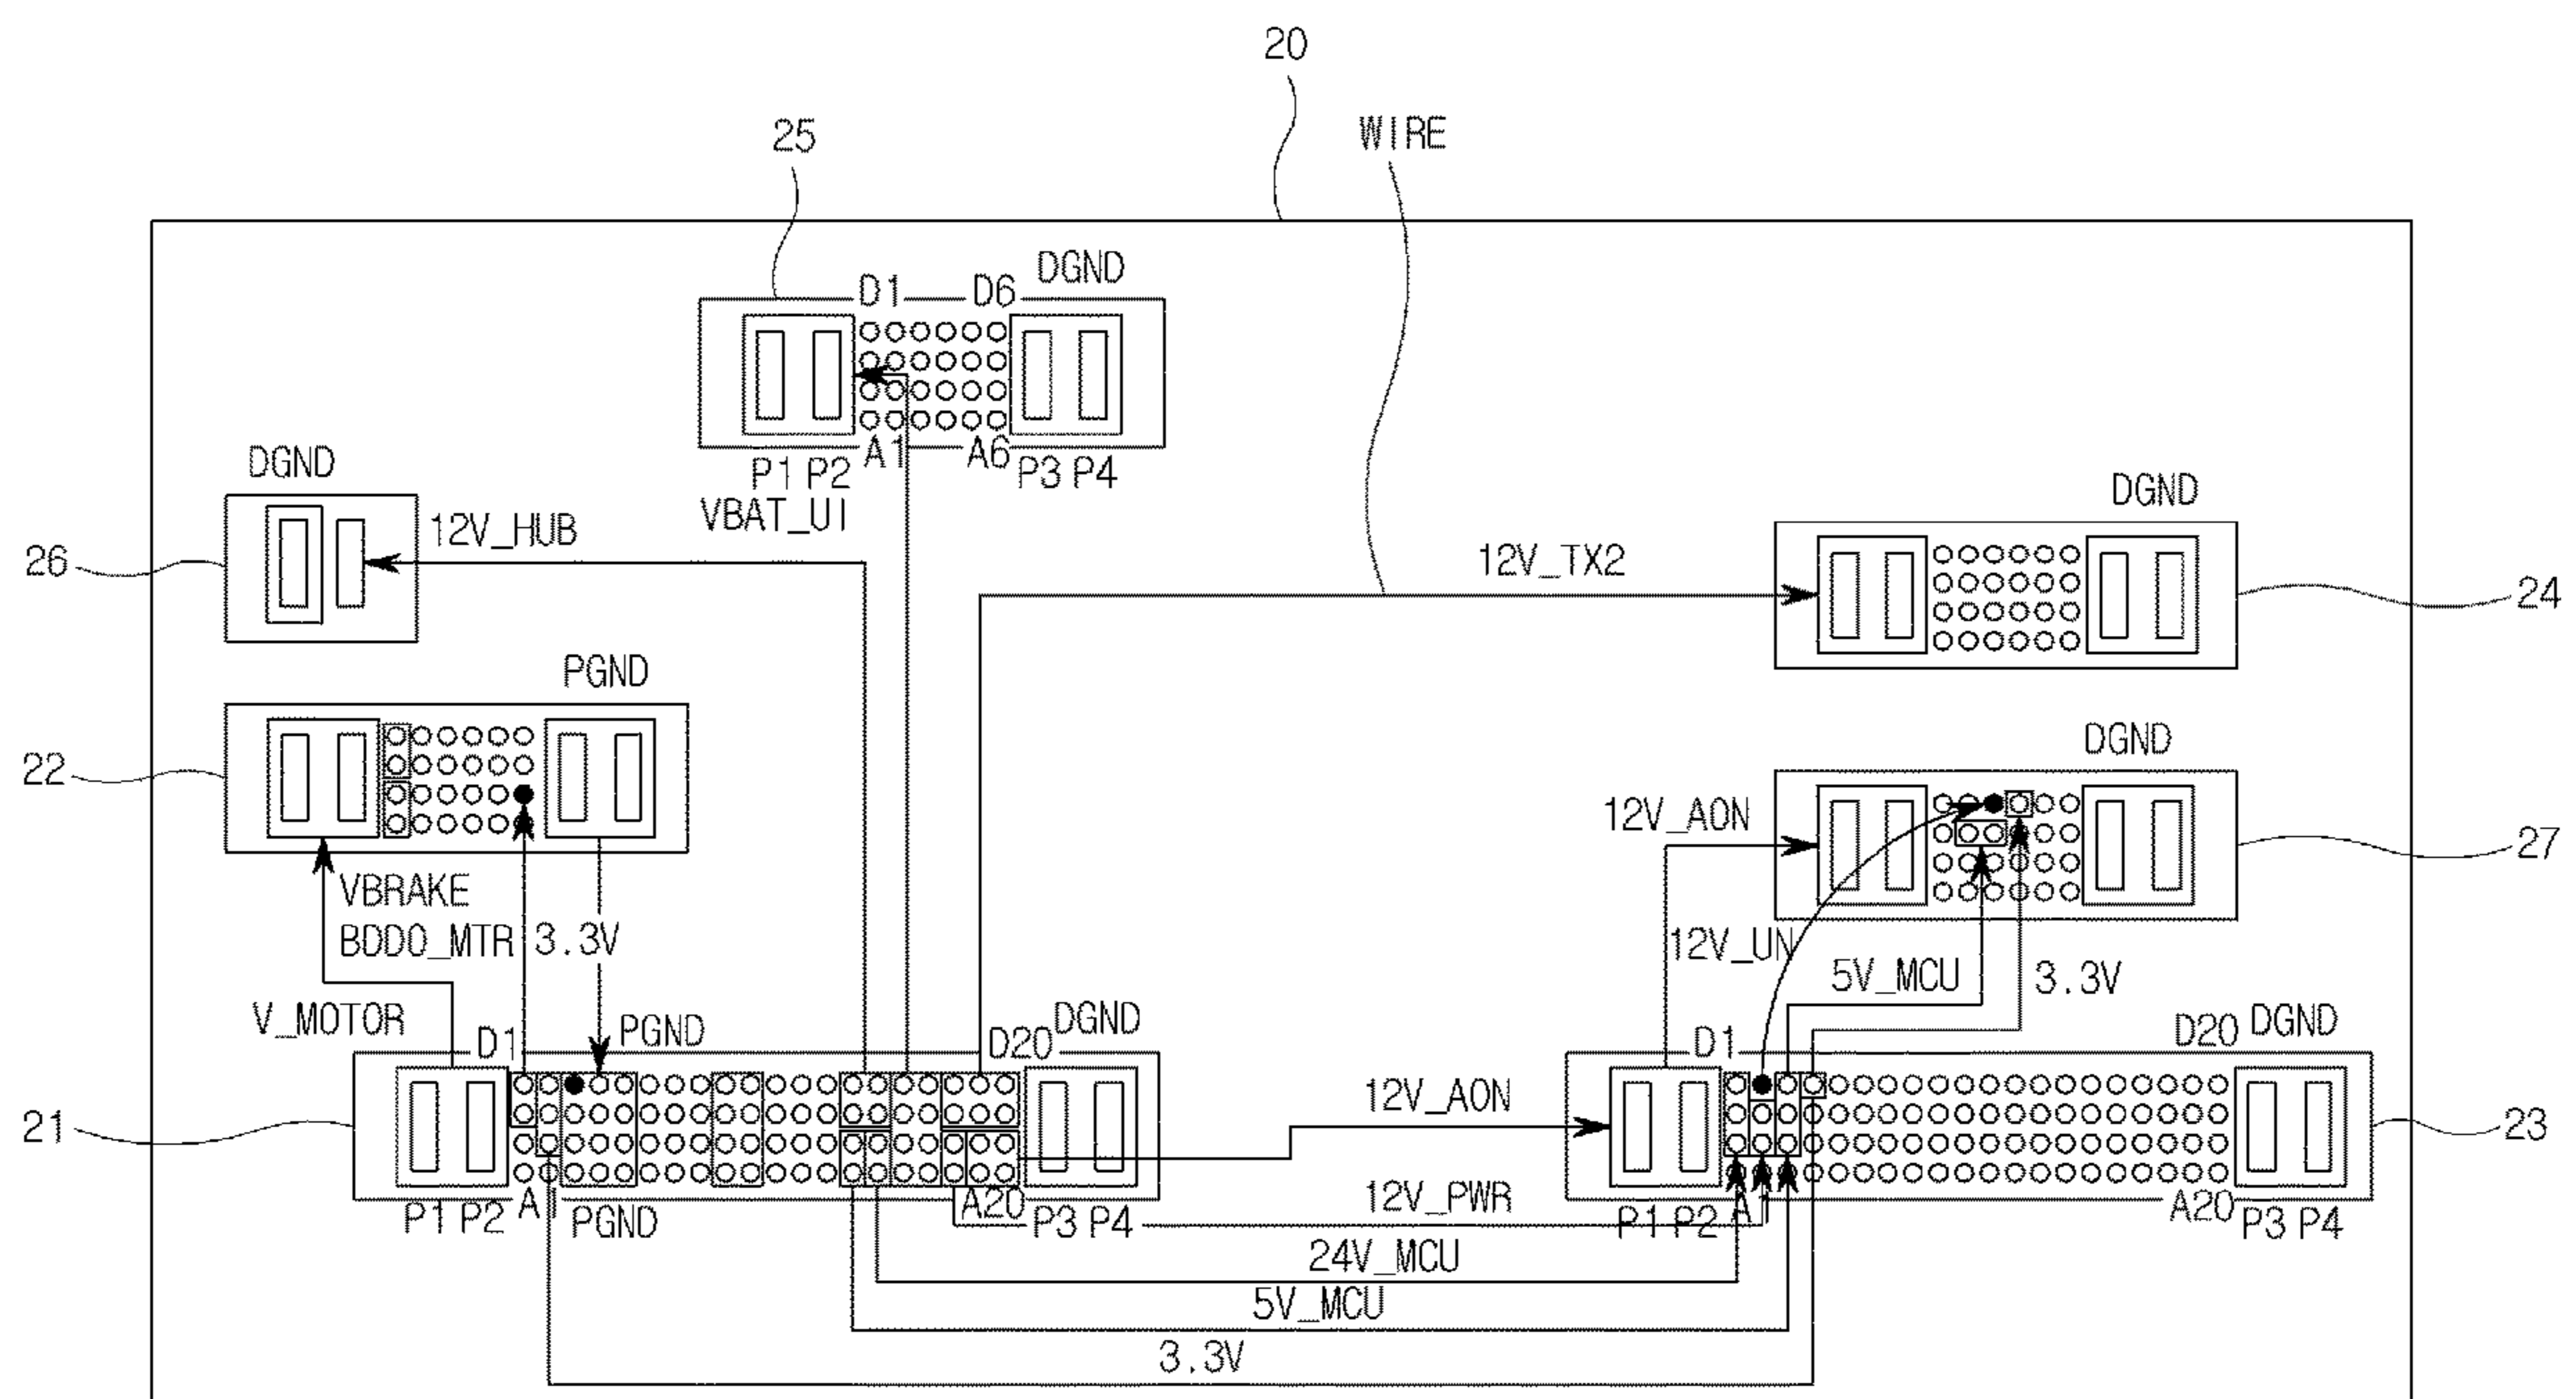 20
25
WIRE
DGND
D1
D6
A1
A6
P1 P2
P3 P4
VBAT_UI
DGND
12V_HUB
26
12V_TX2
DGND
24
PGND
22
DGND
12V_AON
27
VBRAKE
BDDO_MTR
3.3V
12V_UN
5V_MCU
3.3V
V_MOTOR
D1
PGND
D20
DGND
D1
D20
DGND
21
12V_AON
23
P1 P2
A1
PGND
A20
P3 P4
12V_PWR
P1 P2
A
A20
P3 P4
24V_MCU
5V_MCU
3.3V